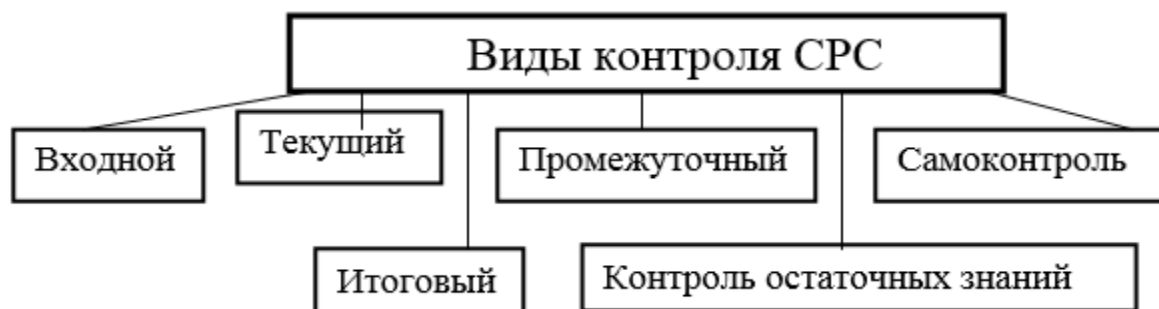 Виды контроля СРС
Входной
Текущий
Промежуточный
Самоконтроль
Итоговый
Контроль остаточных знаний